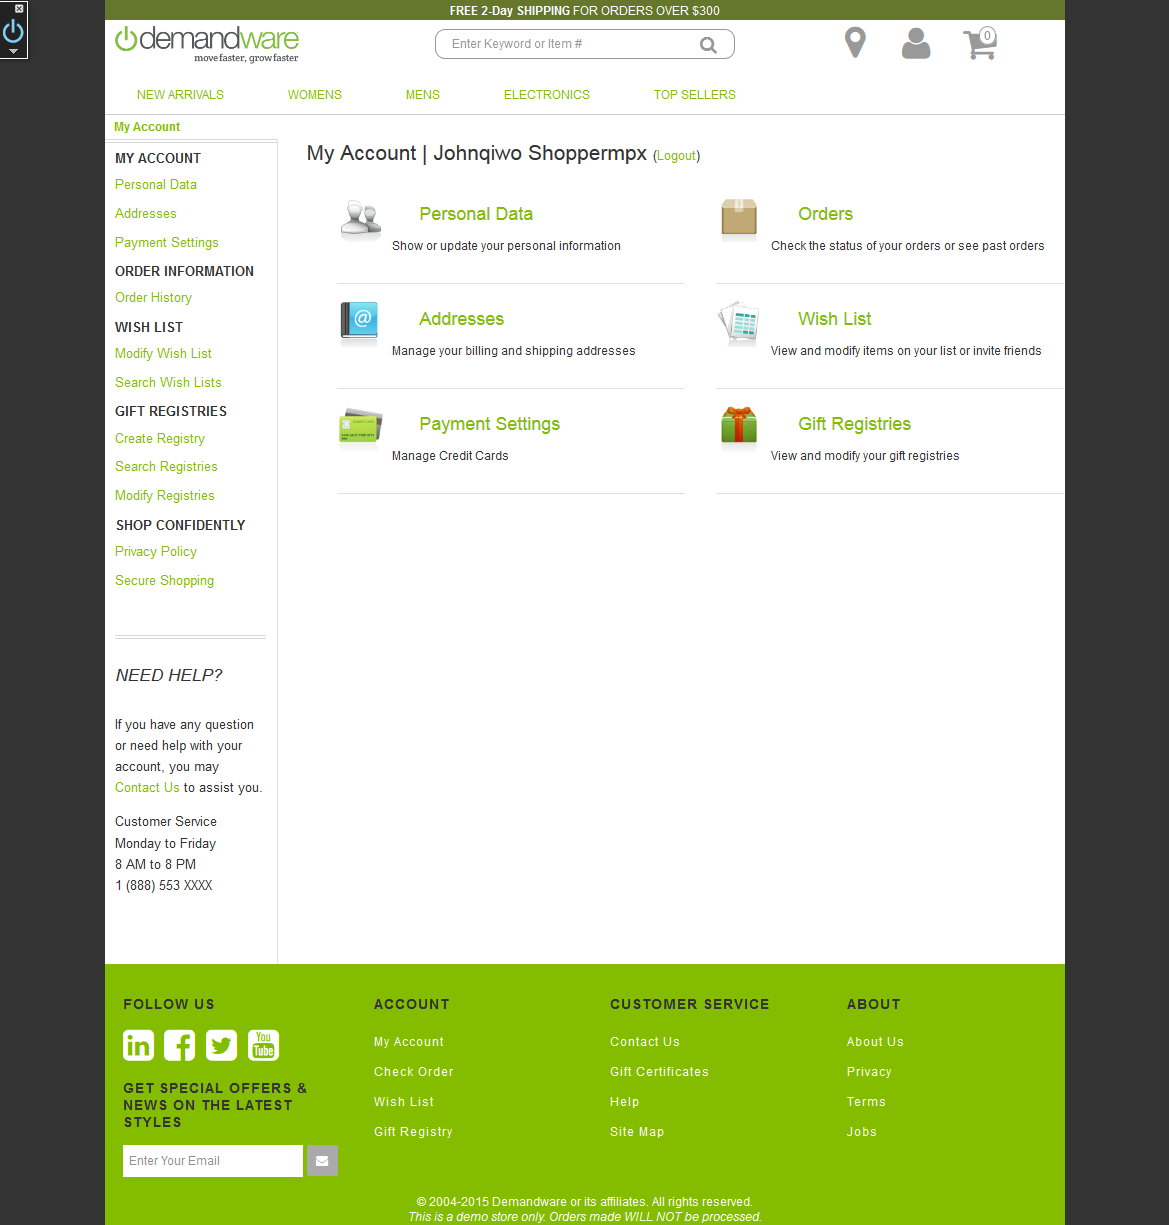 FREE 2-Day SHIPPING FOR ORDERS OVER $300
demandware
move faster, grow faster
Enter Keyword or Item #
0
NEW ARRIVALS WOMENS MENS ELECTRONICS TOP SELLERS
My Account
MY ACCOUNT
Personal Data
Addresses
Payment Settings
ORDER INFORMATION
Order History
WISH LIST
Modify Wish List
Search Wish Lists
GIFT REGISTRIES
Create Registry
Search Registries
Modify Registries
SHOP CONFIDENTLY
Privacy Policy
Secure Shopping
NEED HELP?
If you have any question
or need help with your
account, you may
Contact Us to assist you.
Customer Service
Monday to Friday
8 AM to 8 PM
1 (888) 553 XXXX
My Account | Johnqiwo Shoppermpx (Logout)
Personal Data
Show or update your personal information
Orders
Check the status of your orders or see past orders
@
Addresses
Manage your billing and shipping addresses
Wish List
View and modify items on your list or invite friends
Payment Settings
Manage Credit Cards
Gift Registries
View and modify your gift registries
FOLLOW US
in f You Tube
GET SPECIAL OFFERS &
NEWS ON THE LATEST
STYLES
Enter Your Email
ACCOUNT
My Account
Check Order
Wish List
Gift Registry
CUSTOMER SERVICE
Contact Us
Gift Certificates
Help
Site Map
ABOUT
About Us
Privacy
Terms
Jobs
© 2004-2015 Demandware or its affiliates. All rights reserved.
This is a demo store only. Orders made WILL NOT be processed.